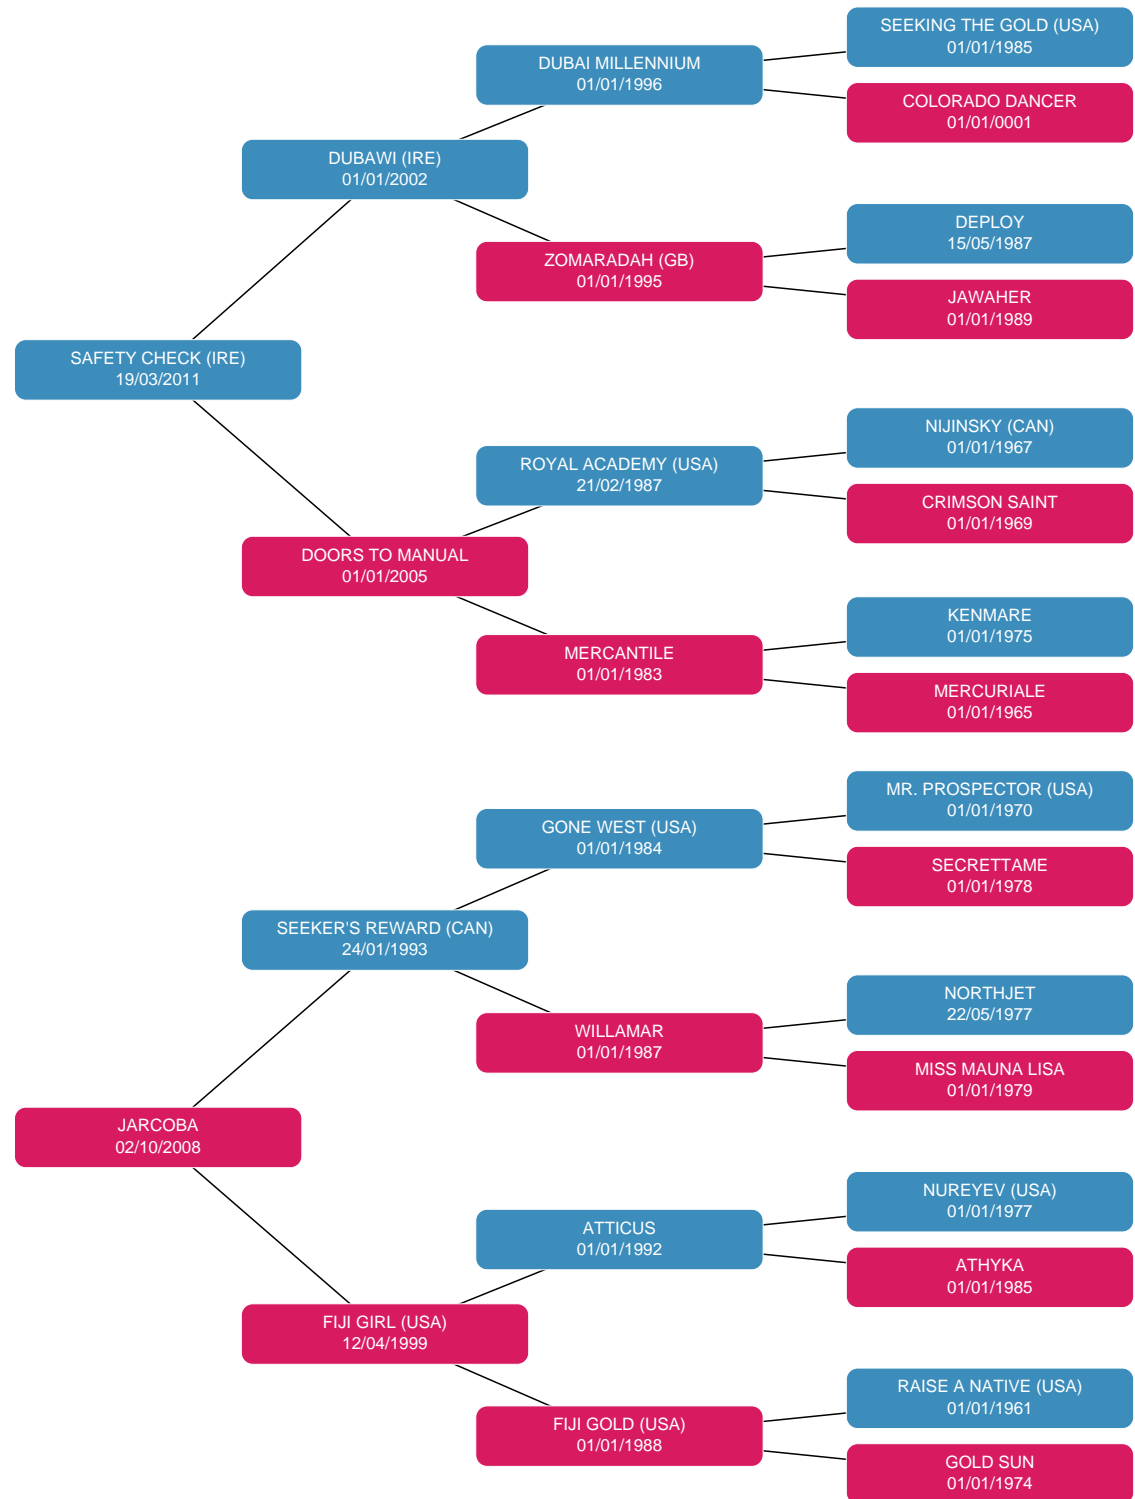 SEEKING THE GOLD (USA)
01/01/1985
DUBAI MILLENNIUM
01/01/1996
COLORADO DANCER
01/01/0001
DUBAWI (IRE)
01/01/2002
DEPLOY
15/05/1987
ZOMARADAH (GB)
01/01/1995
JAWAHER
01/01/1989
SAFETY CHECK (IRE)
19/03/2011
NIJINSKY (CAN)
01/01/1967
ROYAL ACADEMY (USA)
21/02/1987
CRIMSON SAINT
01/01/1969
DOORS TO MANUAL
01/01/2005
KENMARE
01/01/1975
MERCANTILE
01/01/1983
MERCURIALE
01/01/1965
MR. PROSPECTOR (USA)
01/01/1970
GONE WEST (USA)
01/01/1984
SECRETTAME
01/01/1978
SEEKER'S REWARD (CAN)
24/01/1993
NORTHJET
22/05/1977
WILLAMAR
01/01/1987
MISS MAUNA LISA
01/01/1979
JARCOBA
02/10/2008
NUREYEV (USA)
01/01/1977
ATTICUS
01/01/1992
ATHYKA
01/01/1985
FIJI GIRL (USA)
12/04/1999
RAISE A NATIVE (USA)
01/01/1961
FIJI GOLD (USA)
01/01/1988
GOLD SUN
01/01/1974